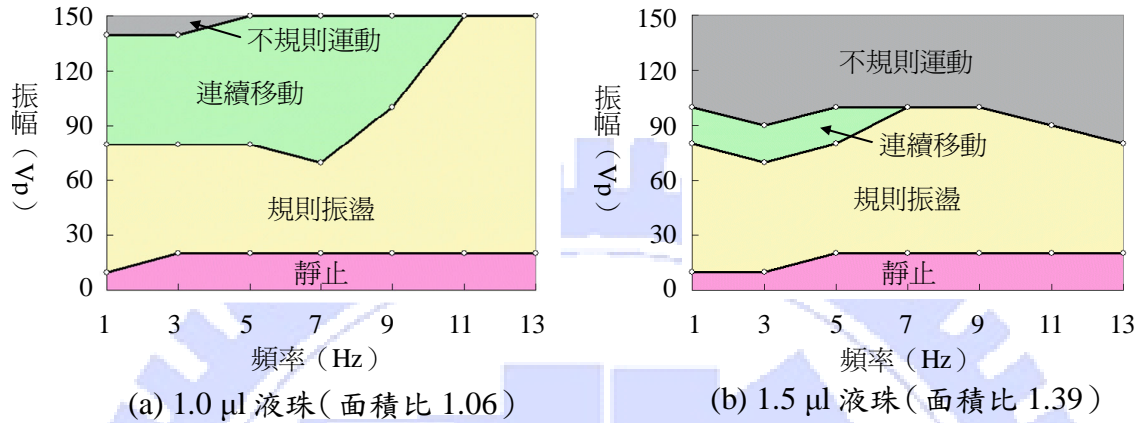 150
120
90
60
30
0
振幅（Vp）
不規則運動
連續移動
規則振盪
靜止
1 3 5 7 9 11 13
頻率（Hz）
(a) 1.0 μl 液珠（面積比 1.06）
150
120
90
60
30
0
振幅（Vp）
不規則運動
連續移動
規則振盪
靜止
1 3 5 7 9 11 13
頻率（Hz）
(b) 1.5 μl 液珠（面積比 1.39）